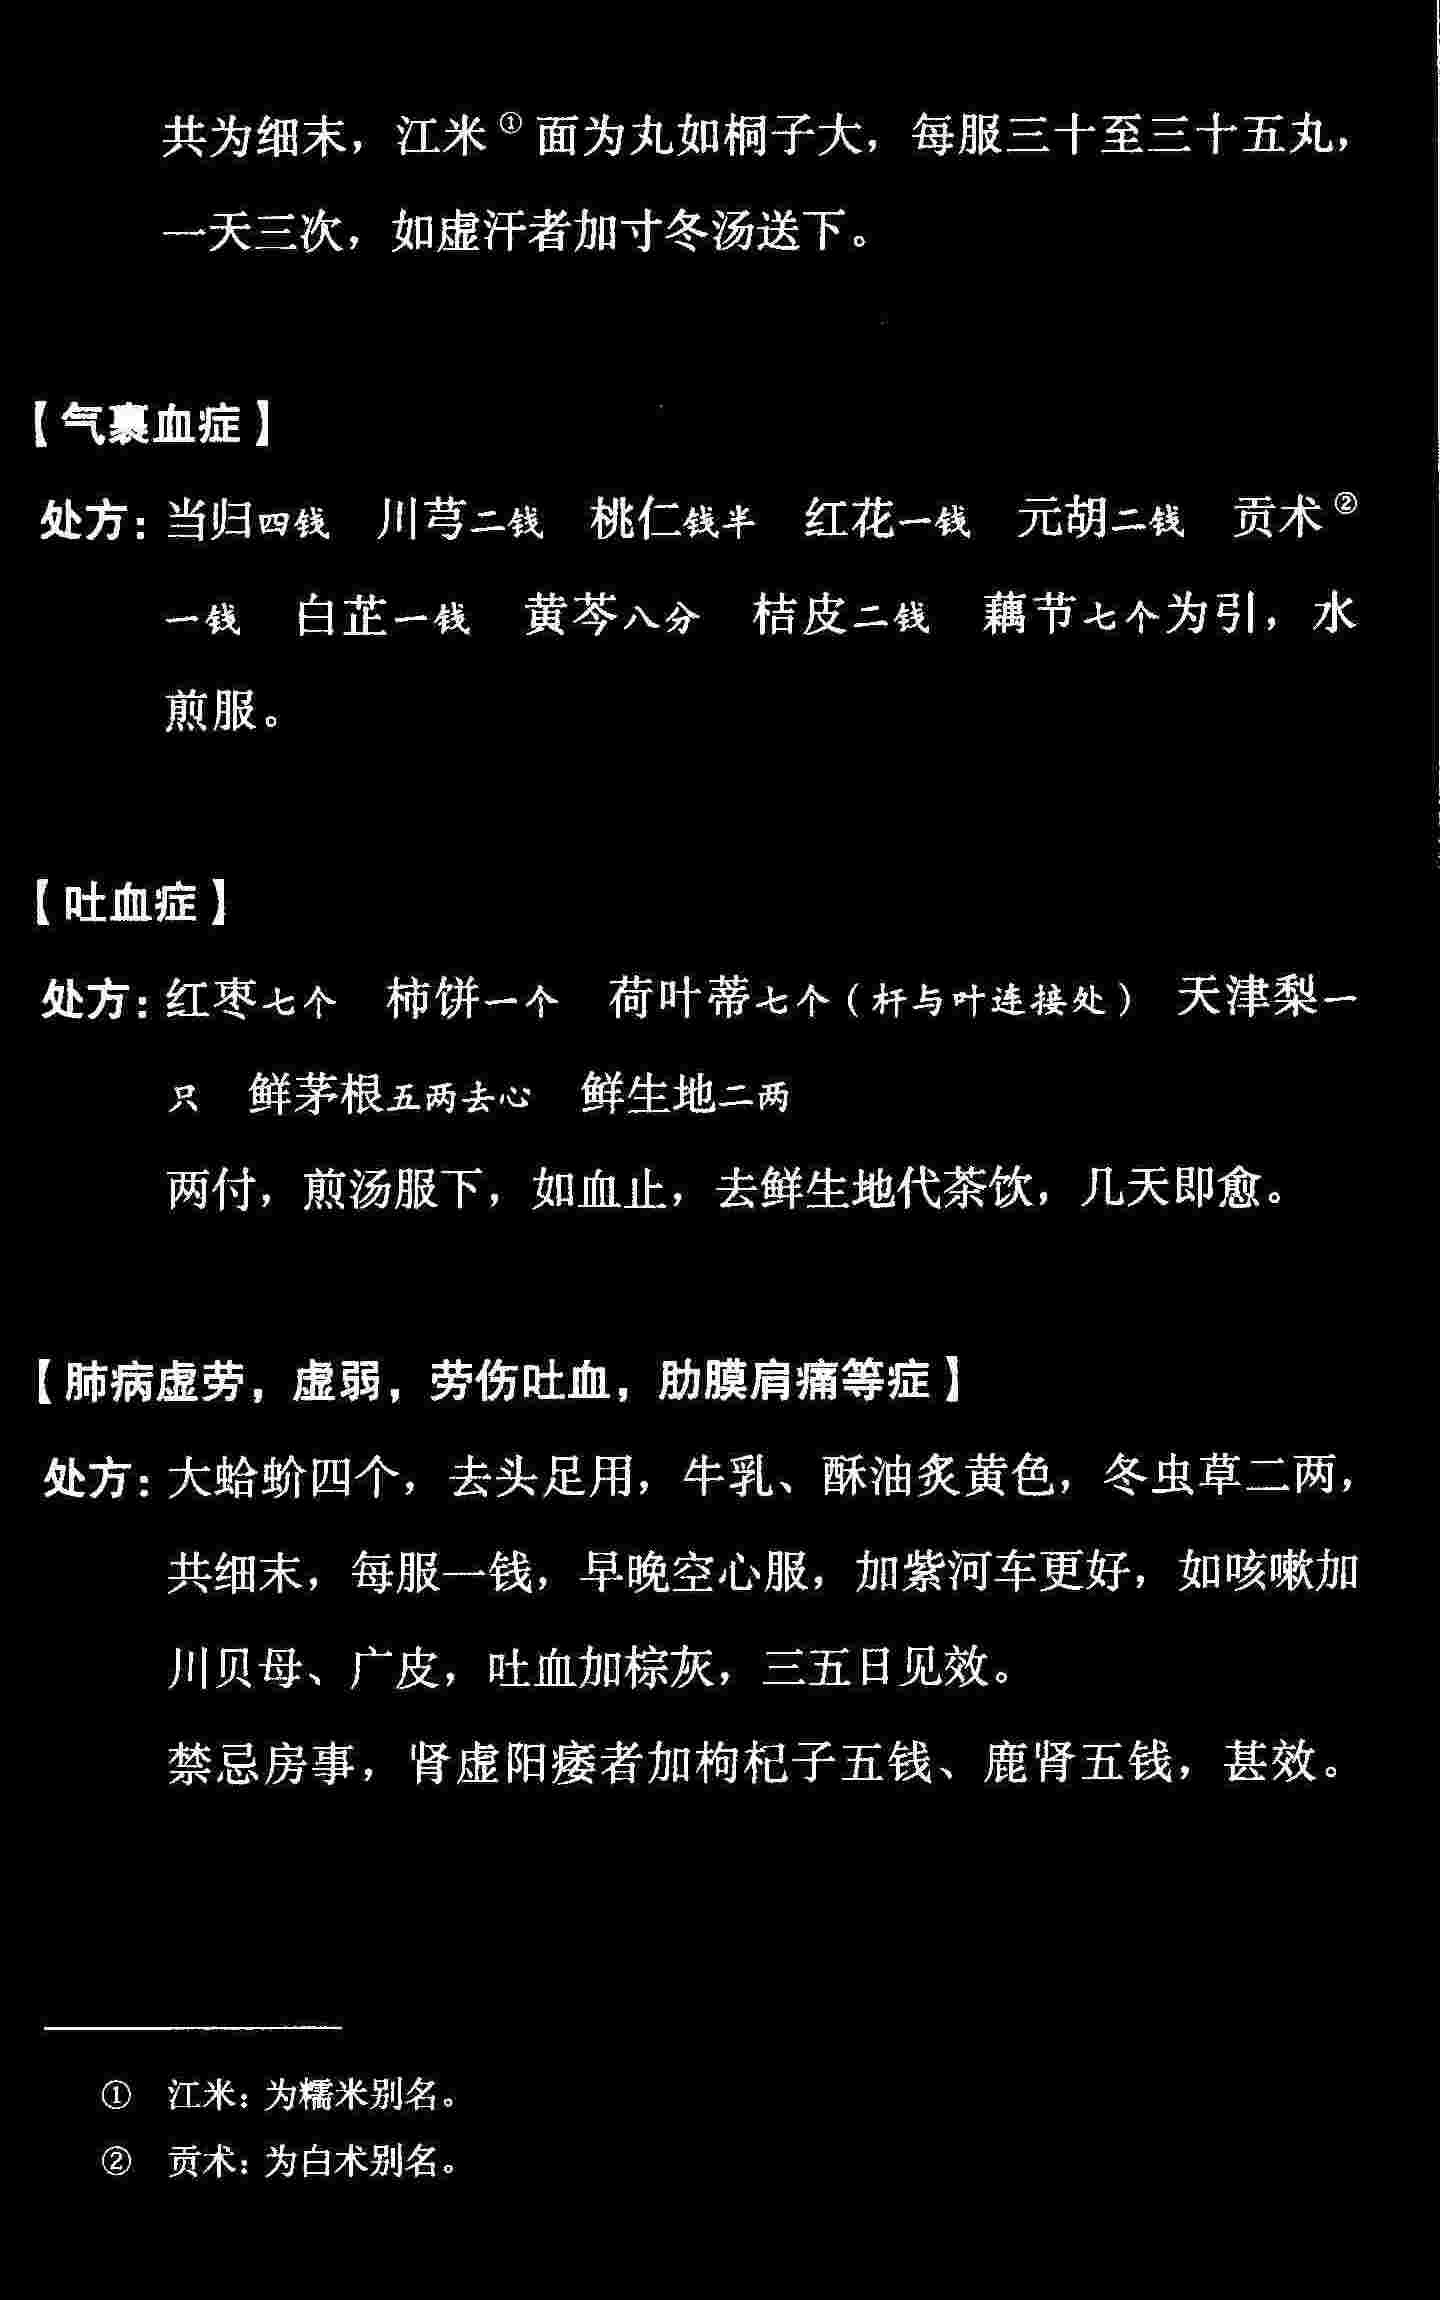 共为细末，江米①面为丸如桐子大，每服三十至三十五丸，
一天三次，如虚汗者加寸冬汤送下。
【气裹血症】
处方：当归四钱 川芎二钱 桃仁钱半 红花一钱 元胡二钱 贡术②
一钱 白芷一钱 黄芩八分 桔皮二钱 藕节七个为引，水
煎服。
【吐血症】
处方：红枣七个 柿饼一个 荷叶蒂七个（杆与叶连接处） 天津梨一
只 鲜茅根五两去心 鲜生地二两
两付，煎汤服下，如血止，去鲜生地代茶饮，几天即愈。
【肺病虚劳，虚弱，劳伤吐血，肋膜肩痛等症】
处方：大蛤蚧四个，去头足用，牛乳、酥油炙黄色，冬虫草二两，
共细末，每服一钱，早晚空心服，加紫河车更好，如咳嗽加
川贝母、广皮，吐血加棕灰，三五日见效。
禁忌房事，肾虚阳痿者加枸杞子五钱、鹿肾五钱，甚效。
① 江米：为糯米别名。
② 贡术：为白术别名。